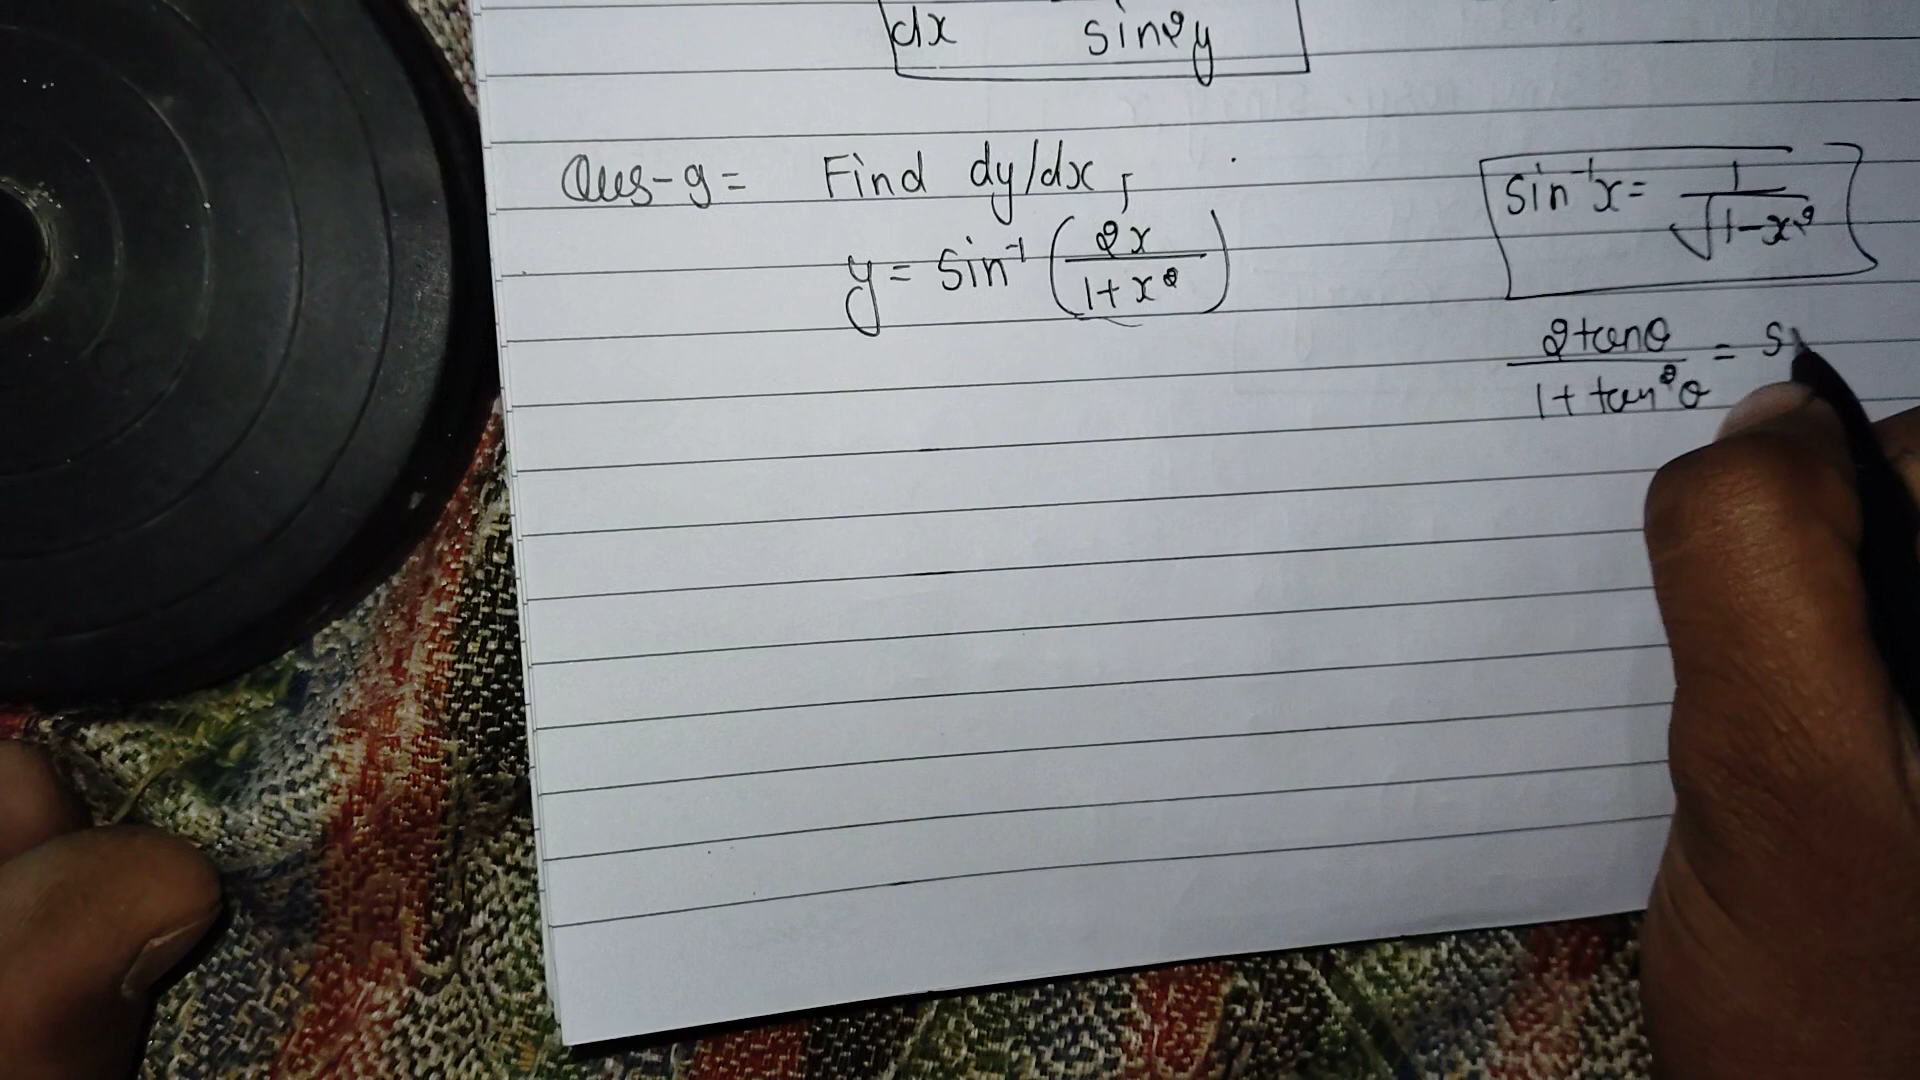 dx sin2y
Ques-9= Find dy/dx,
y = sin⁻¹ (2x / 1+x²)
sin⁻¹x = 1 / √1-x²
2tanθ / 1+tan²θ = s